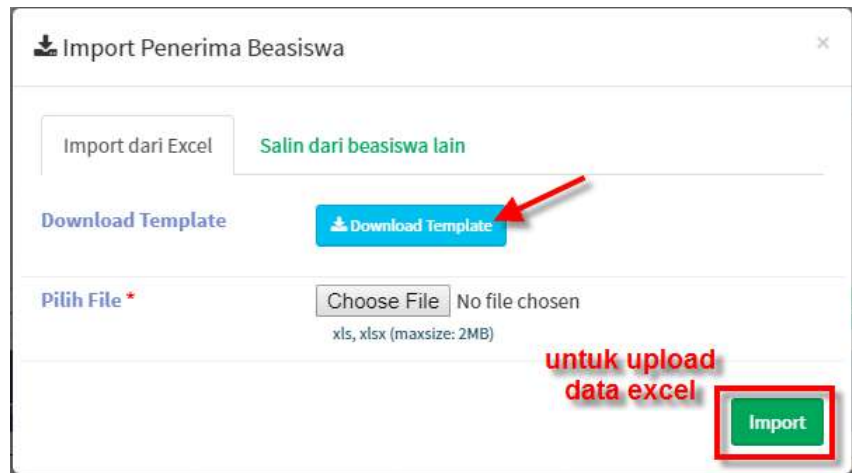 Import Penerima Beasiswa
×
Import dari Excel
Salin dari beasiswa lain
Download Template
Download Template
Pilih File *
Choose File No file chosen
xls, xlsx (maxsize: 2MB)
untuk upload
data excel
Import